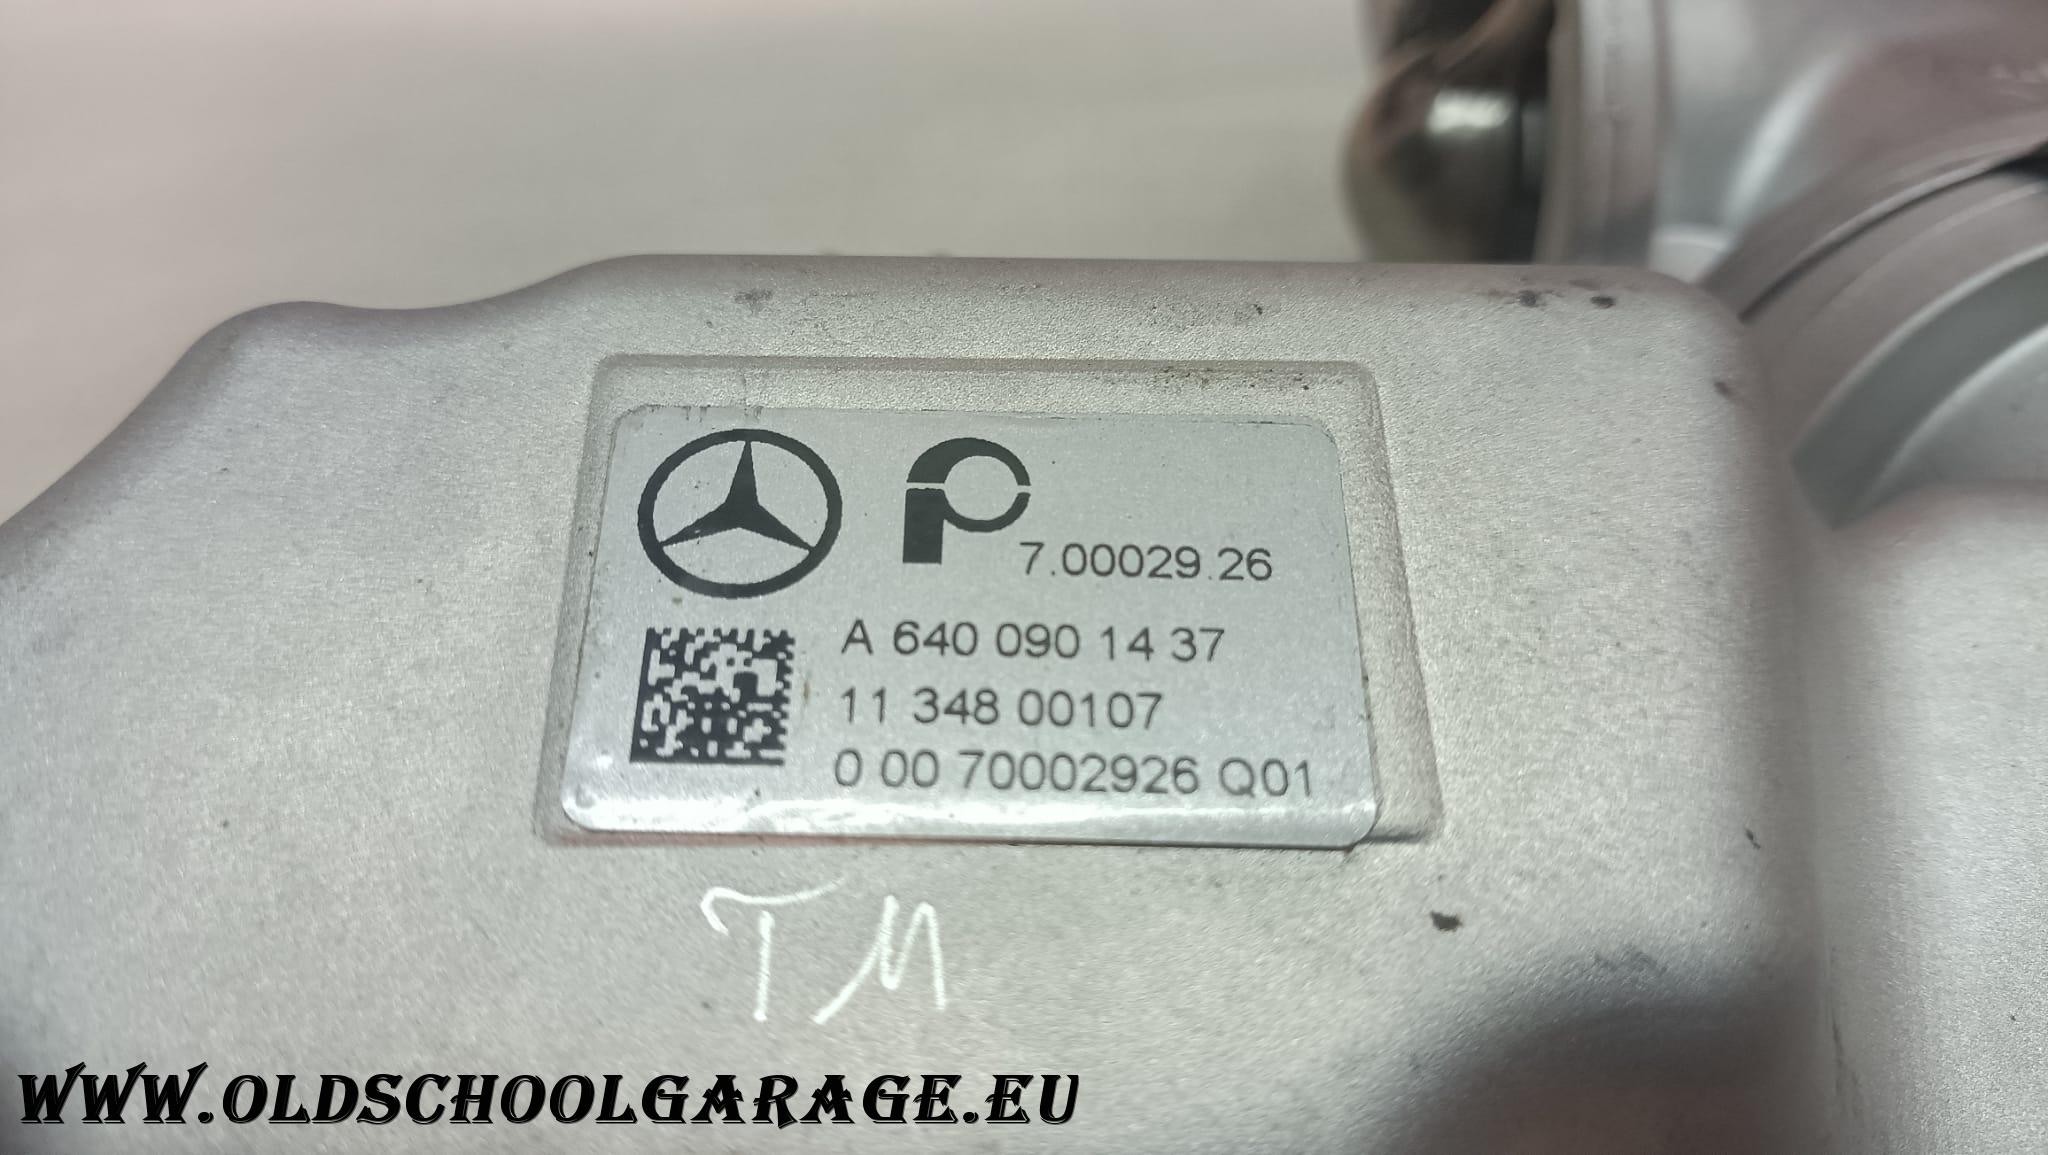 7.00029.26
A 640 090 14 37
11 348 00107
0 00 70002926 Q01
TM
WWW.OLDSCHOOLGARAGE.EU